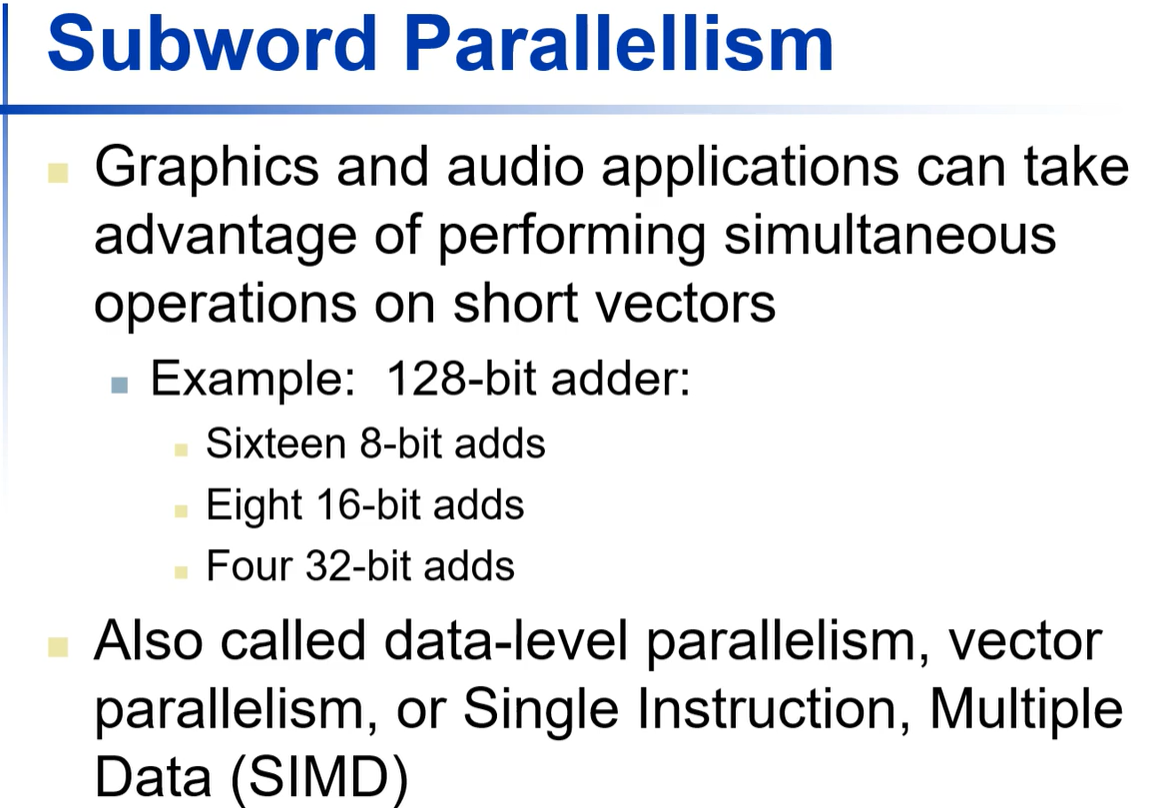 Subword Parallellism
Graphics and audio applications can take
advantage of performing simultaneous
operations on short vectors
Example: 128-bit adder:
Sixteen 8-bit adds
Eight 16-bit adds
Four 32-bit adds
Also called data-level parallelism, vector
parallelism, or Single Instruction, Multiple
Data (SIMD)